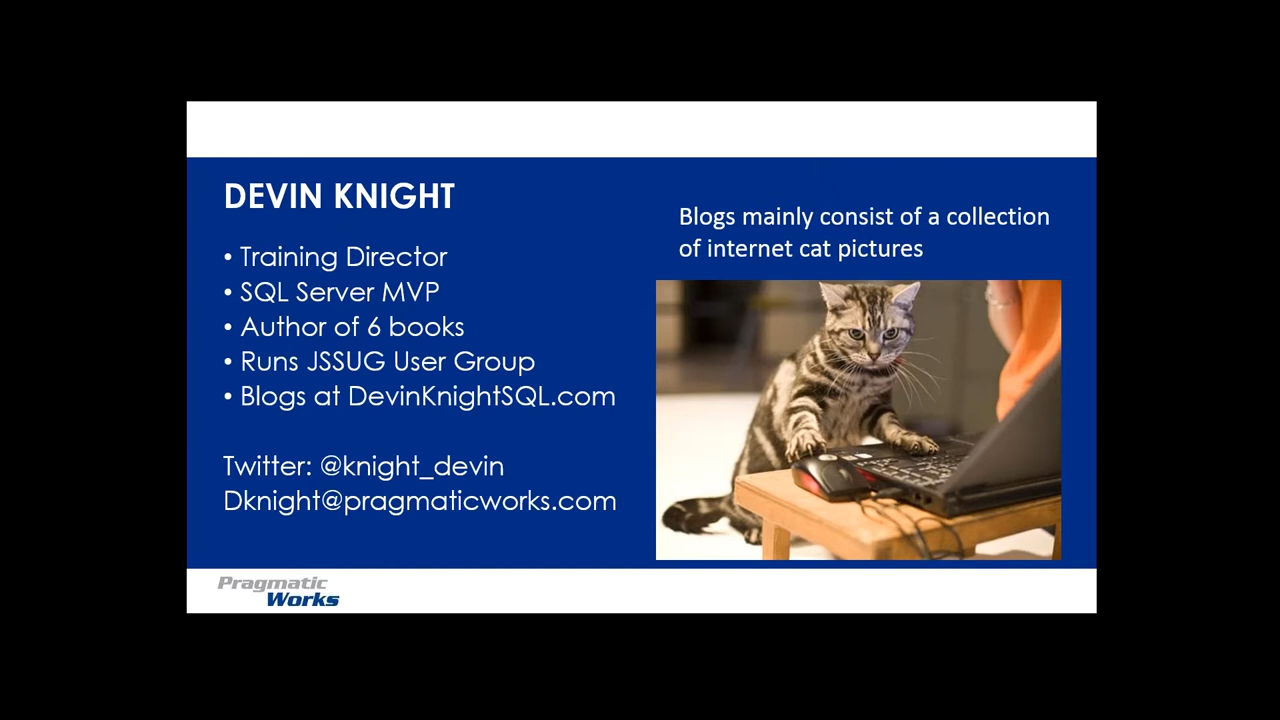 DEVIN KNIGHT
• Training Director
• SQL Server MVP
• Author of 6 books
• Runs JSSUG User Group
• Blogs at DevinKnightSQL.com
Twitter: @knight_devin
Dknight@pragmaticworks.com
Blogs mainly consist of a collection
of internet cat pictures
Pragmatic
Works